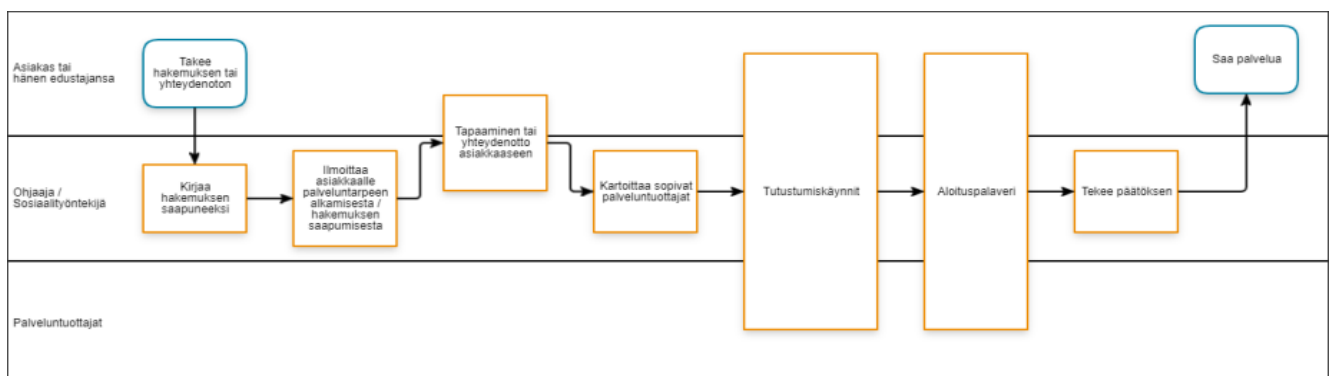 Asiakas tai
hänen edustajansa
Takee
hakemuksen tai
yhteydenoton
Saa palvelua
Tapaaminen tai
yhteydenotto
asiakkaaseen
Ohjaaja /
Sosiaalityöntekijä
Kirjaa
hakemuksen
saapuneeksi
Ilmoittaa
asiakkaalle
palveluntarpeen
alkamisesta /
hakemuksen
saapumisesta
Kartoittaa sopivat
palveluntuottajat
Tutustumiskäynnit
Aloituspalaveri
Tekee päätöksen
Palveluntuottajat